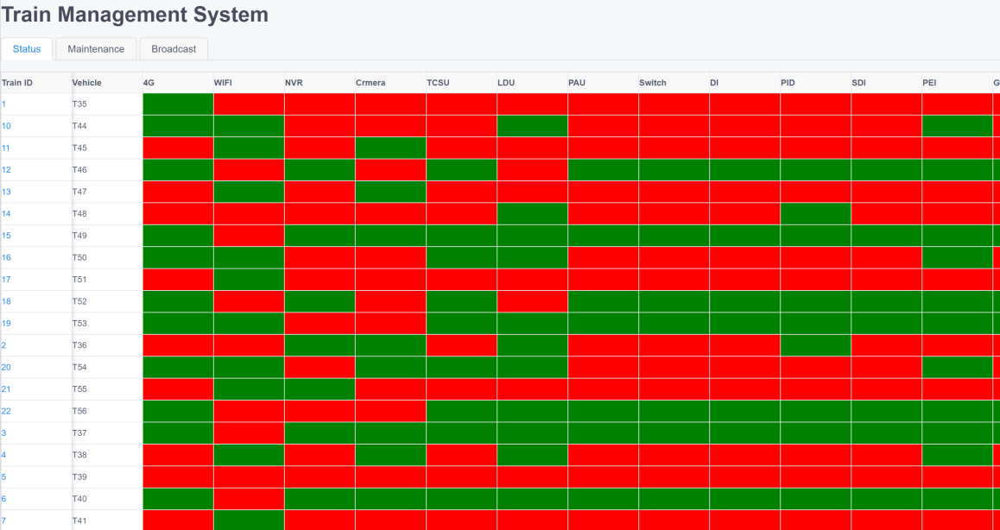 Train Management System
Status Maintenance Broadcast
Train ID Vehicle 4G WIFI NVR Crmera TCSU LDU PAU Switch DI PID SDI PEI G
1 T35
10 T44
11 T45
12 T46
13 T47
14 T48
15 T49
16 T50
17 T51
18 T52
19 T53
2 T36
20 T54
21 T55
22 T56
3 T37
4 T38
5 T39
6 T40
7 T41